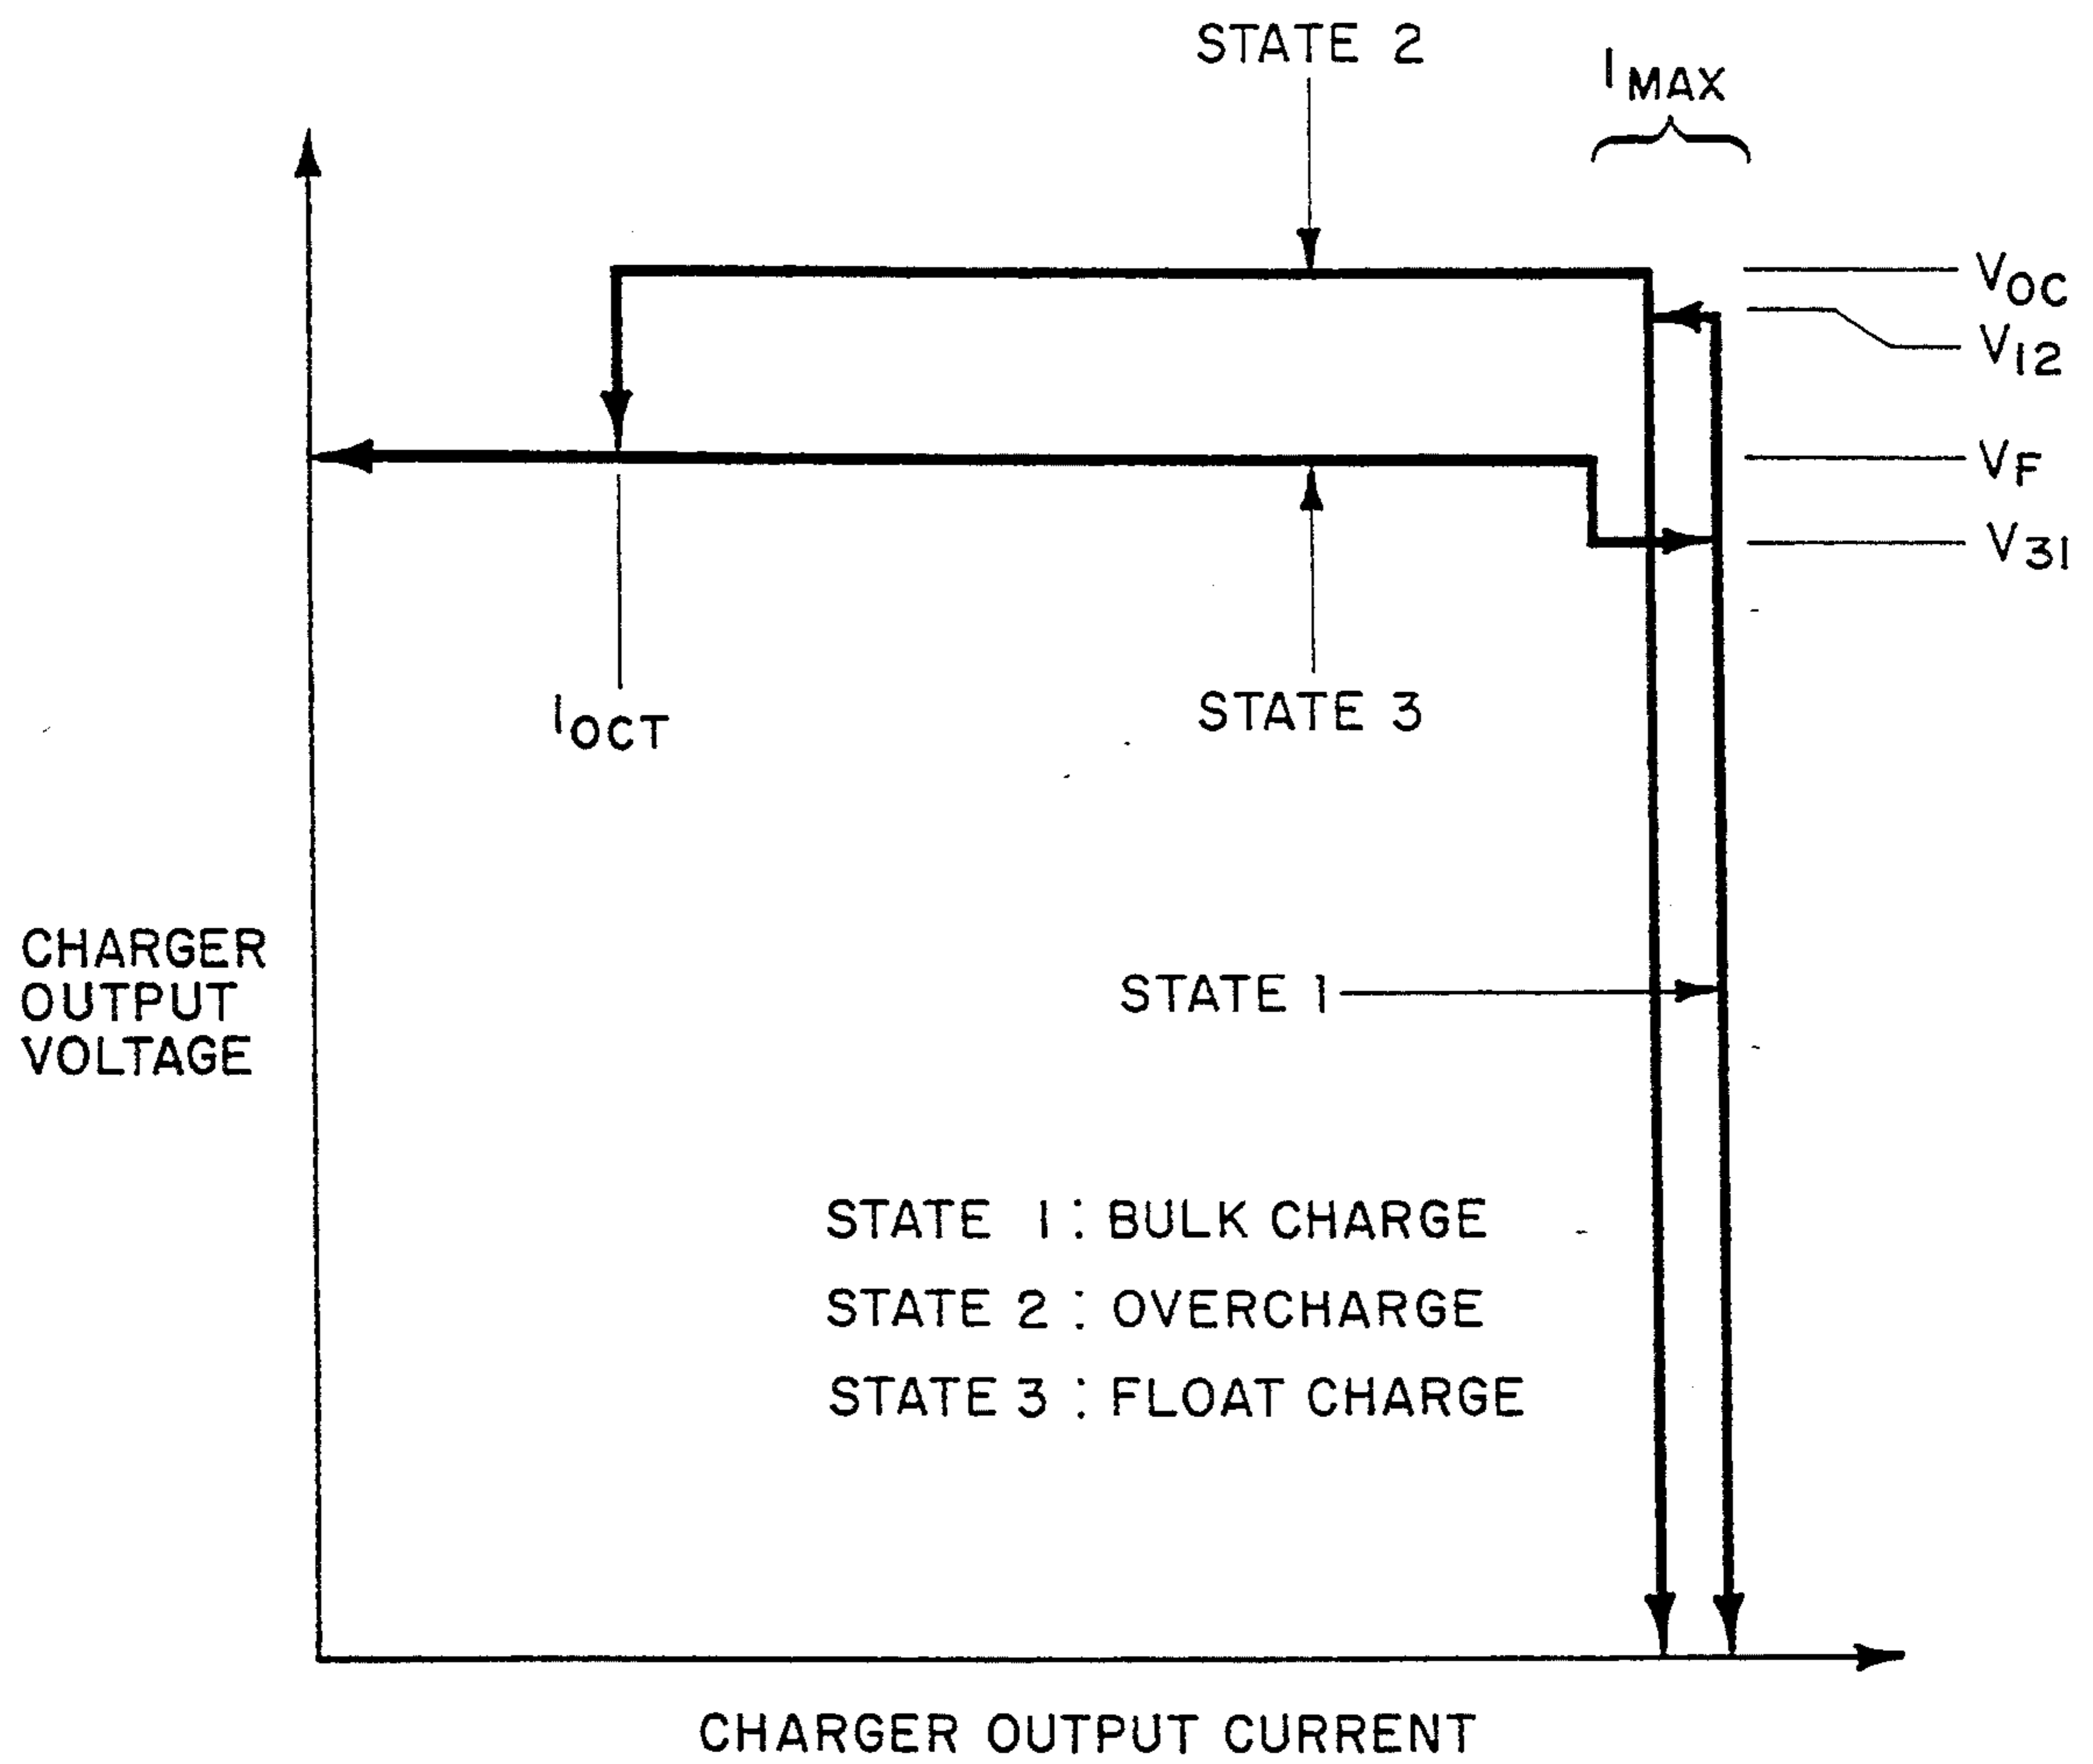 STATE 2
I MAX
VOC
V12
VF
V31
IOCT
STATE 3
CHARGER
OUTPUT
VOLTAGE
STATE 1
STATE 1 : BULK CHARGE
STATE 2 : OVERCHARGE
STATE 3 : FLOAT CHARGE
CHARGER OUTPUT CURRENT